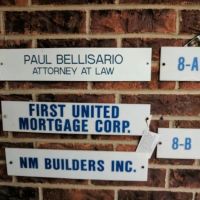 PAUL BELLISARIO
ATTORNEY AT LAW
8-A
FIRST UNITED
MORTGAGE CORP.
8-B
NM BUILDERS INC.